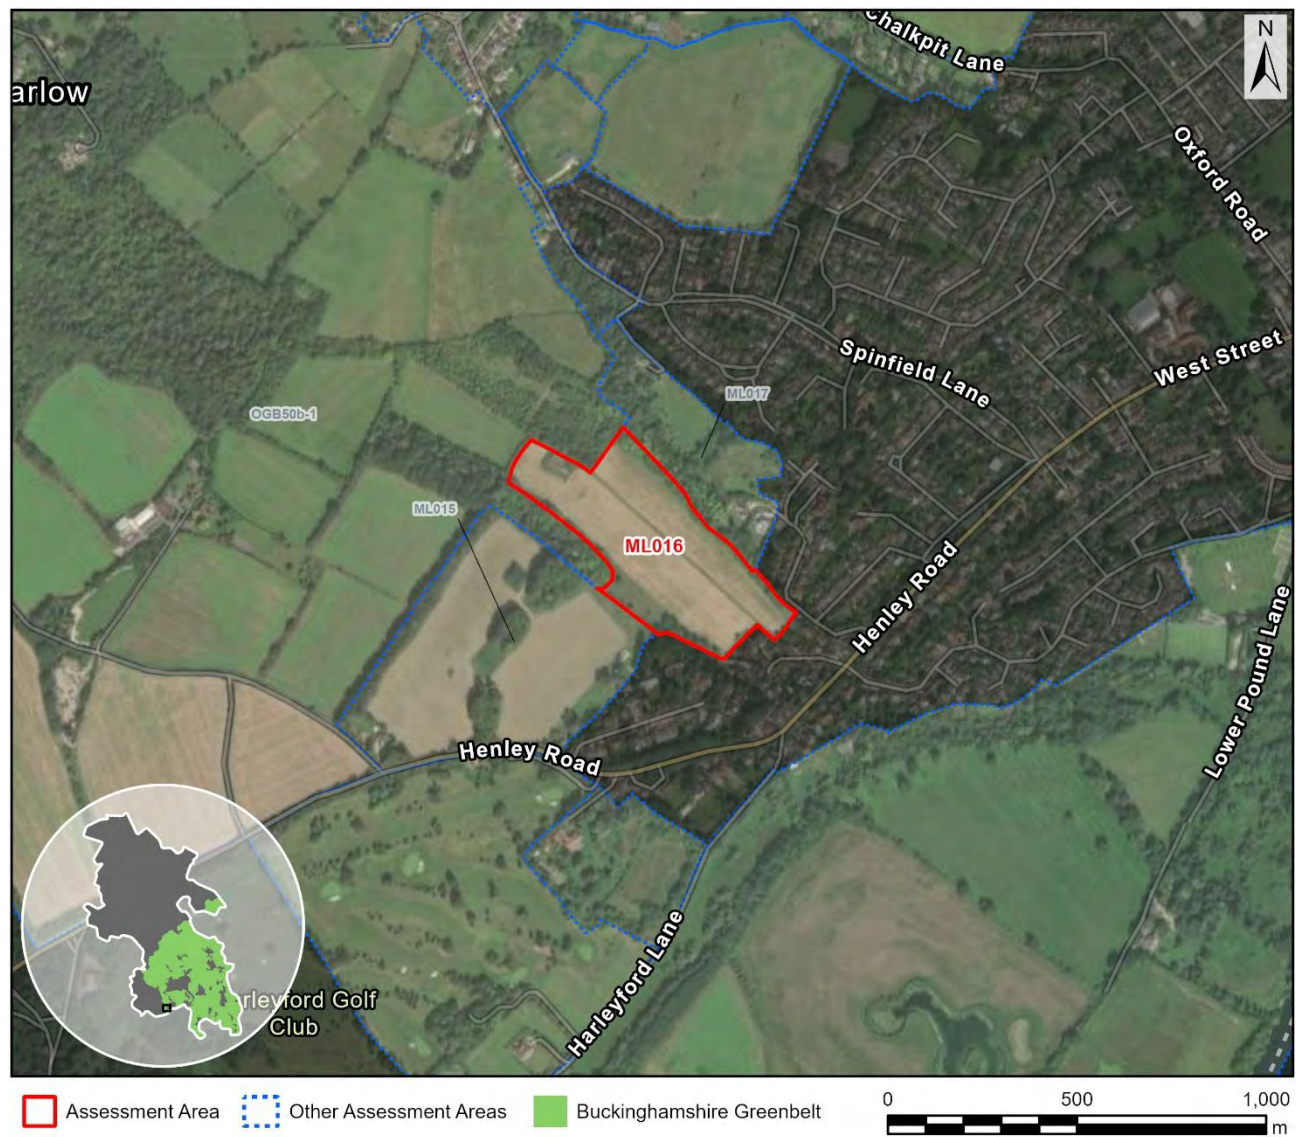 Chalkpit Lane
N
arlow
Oxford Road
West Street
Spinfield Lane
ML017
OGB50b-1
ML015
ML016
Henley Road
Lower Pound Lane
Henley Road
Harleyford Lane
arleyford Golf
Club
Assessment Area
Other Assessment Areas
Buckinghamshire Greenbelt
0 500 1,000
m